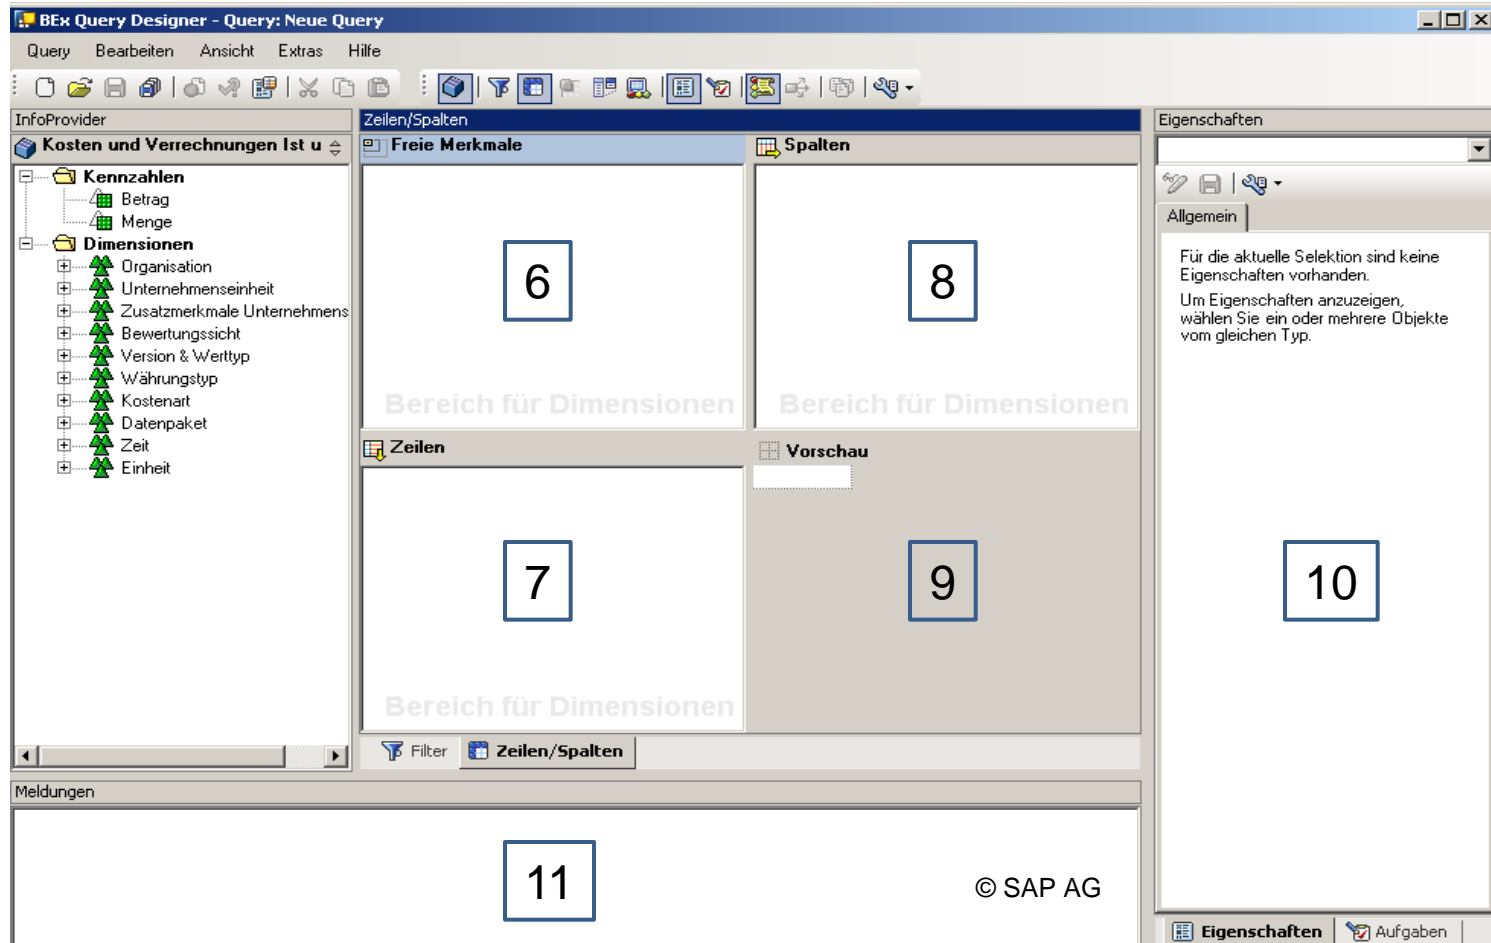 BEx Query Designer - Query: Neue Query
Query Bearbeiten Ansicht Extras Hilfe
InfoProvider
Kosten und Verrechnungen Ist u
Kennzahlen
Betrag
Menge
Dimensionen
Organisation
Unternehmenseinheit
Zusatzmerkmale Unternehmens
Bewertungssicht
Version & Werttyp
Währungstyp
Kostenart
Datenpaket
Zeit
Einheit
Zeilen/Spalten
Freie Merkmale
6
Bereich für Dimensionen
Spalten
8
Bereich für Dimensionen
Zeilen
7
Bereich für Dimensionen
Vorschau
9
Filter Zeilen/Spalten
Eigenschaften
Allgemein
Für die aktuelle Selektion sind keine
Eigenschaften vorhanden.
Um Eigenschaften anzuzeigen,
wählen Sie ein oder mehrere Objekte
vom gleichen Typ.
10
Eigenschaften Aufgaben
Meldungen
11
© SAP AG